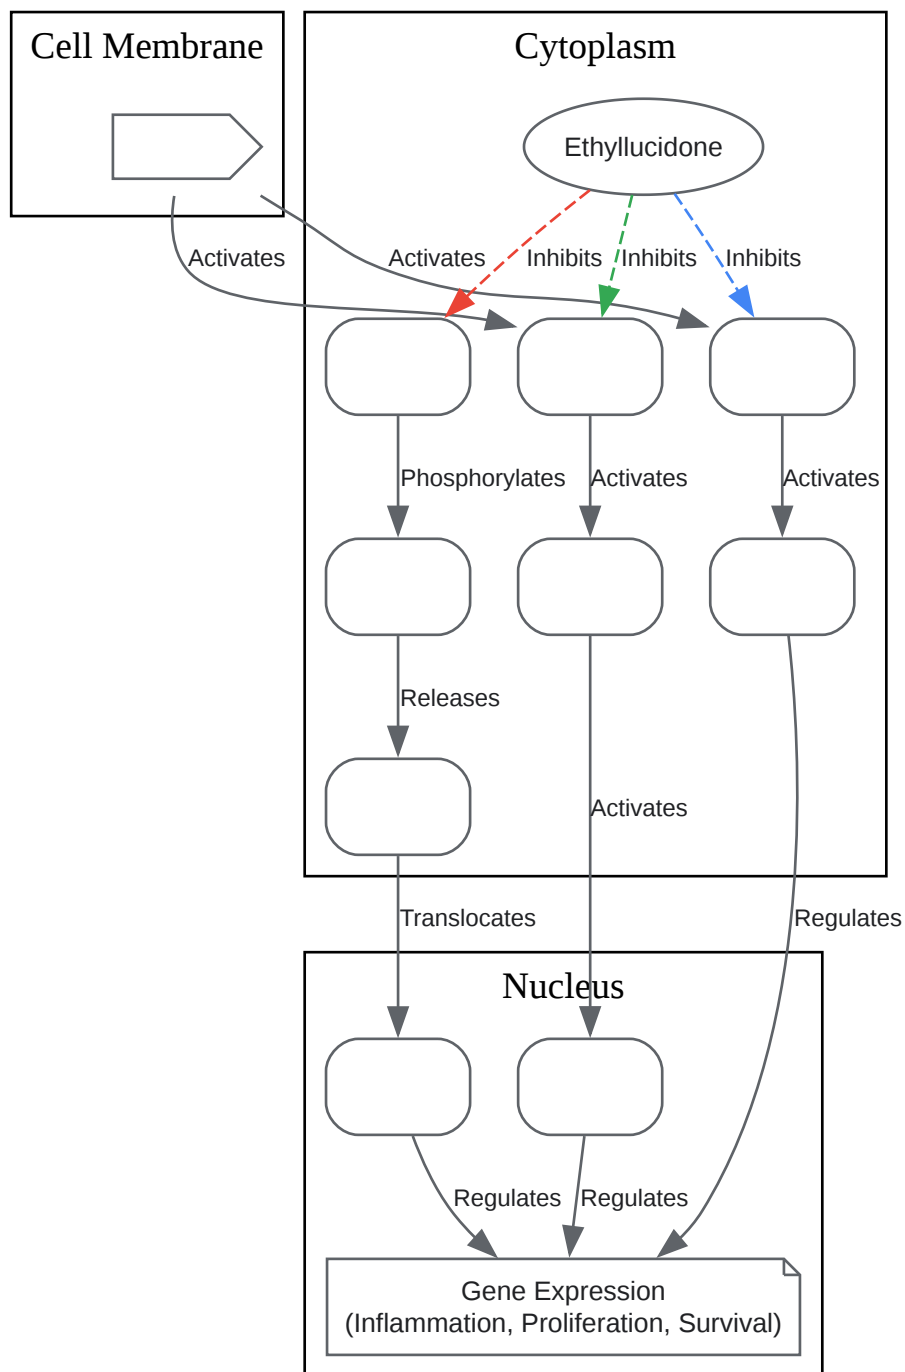 Cell Membrane
Cytoplasm
Ethyllucidone
Activates
Activates
Inhibits
Inhibits
Inhibits
Phosphorylates
Activates
Activates
Releases
Activates
Translocates
Regulates
Nucleus
Regulates
Regulates
Gene Expression
(Inflammation, Proliferation, Survival)